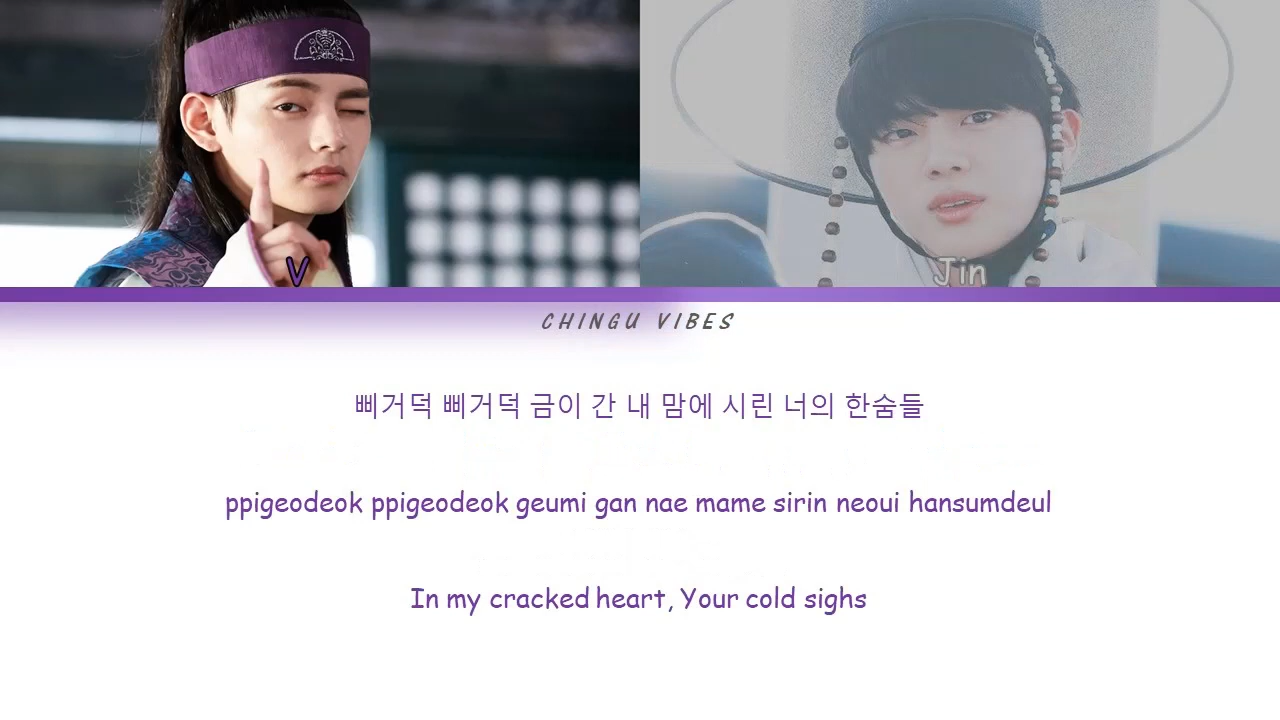 V
Jin
CHINGU VIBES
삐거덕 삐거덕 금이 간 내 맘에 시린 너의 한숨들
ppigeodeok ppigeodeok geumi gan nae mame sirin neoui hansumdeul
In my cracked heart, Your cold sighs